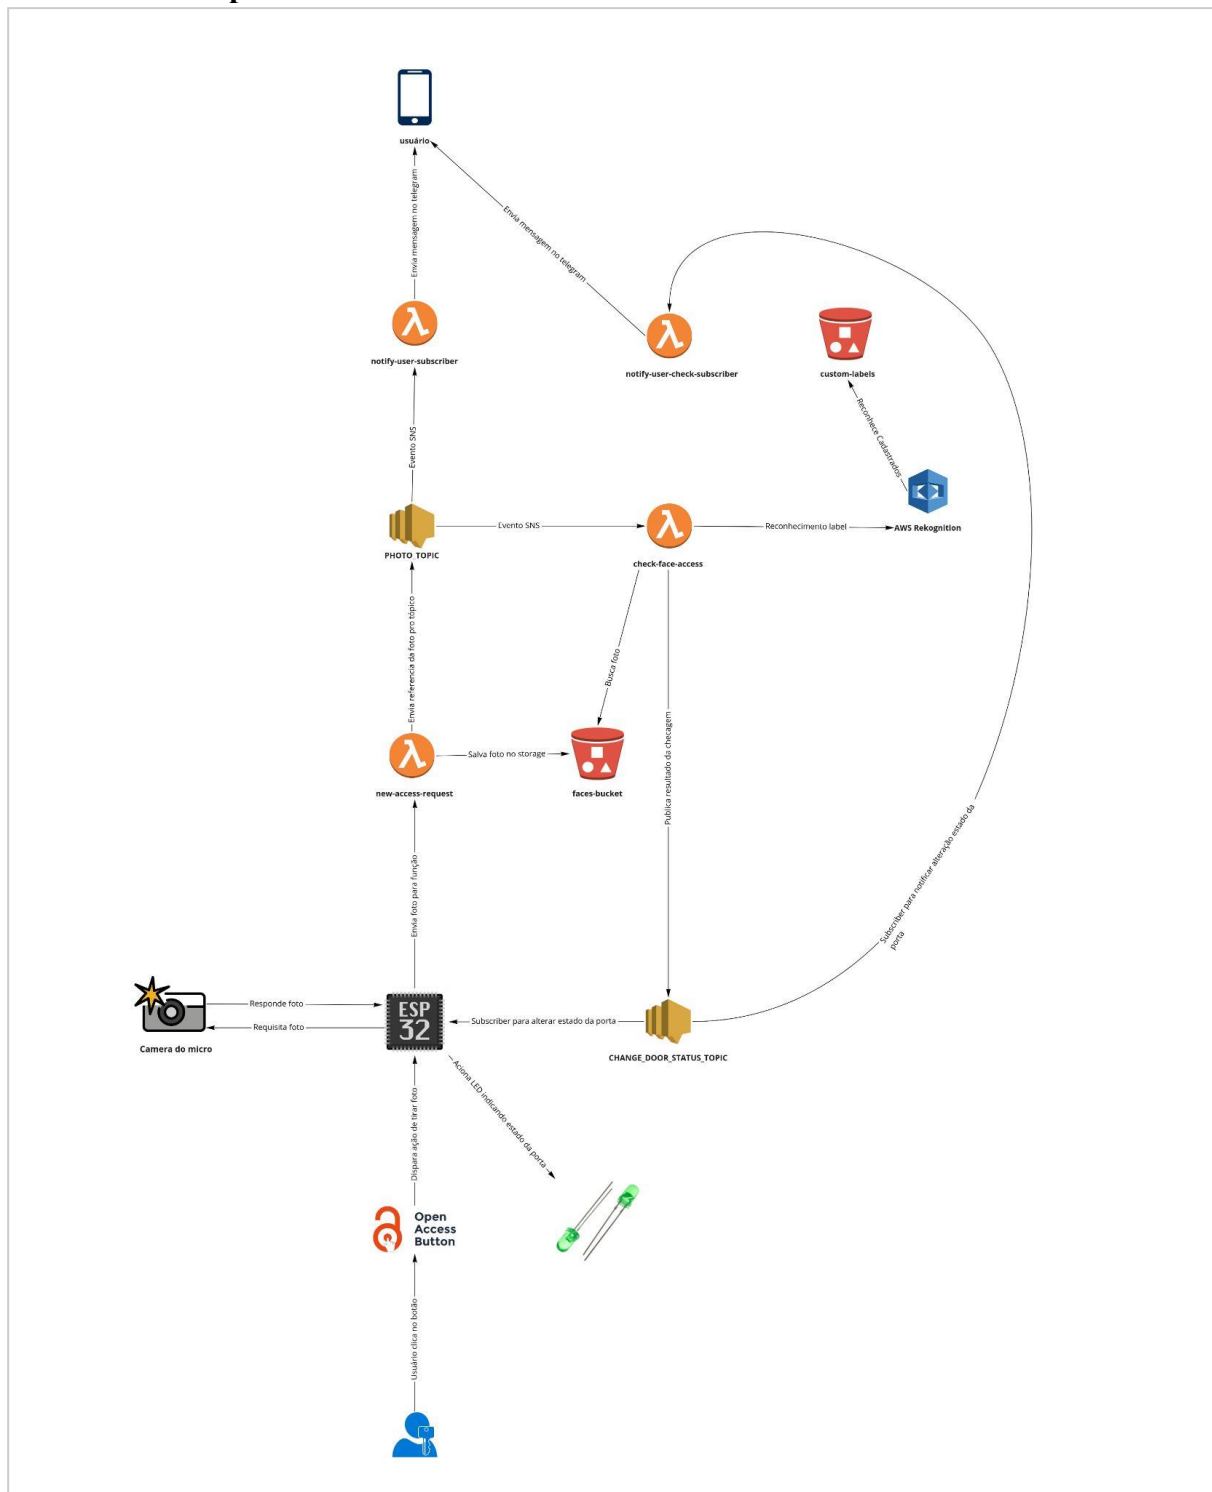 usuário
Envia mensagem no telegram
Envia mensagem no telegram
notify-user-subscriber
notify-user-check-subscriber
custom-labels
Evento SNS
Reconhece Cadastrados
PHOTO_TOPIC
Evento SNS
check-face-access
Reconhecimento label
AWS Rekognition
Envia referencia da foto pro tópico
Busca foto
Publica resultado da checagem
new-access-request
Salva foto no storage
faces-bucket
Envia foto para função
Subscriber para notificar alteração estado da
porta
Responde foto
Requisita foto
Camera do micro
ESP
32
Subscriber para alterar estado da porta
CHANGE_DOOR_STATUS_TOPIC
Aciona LED indicando estado da porta
Dispara ação de tirar foto
Open
Access
Button
Usuário clica no botão